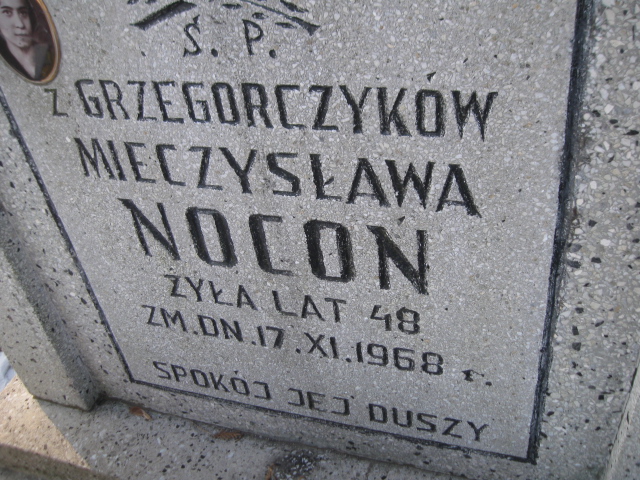 Ś. P.
Z GRZEGORCZYKÓW
MIECZYSŁAWA
NOCOŃ
ŻYŁA LAT 48
ZM. DN. 17. XI. 1968 r.
SPOKÓJ JEJ DUSZY